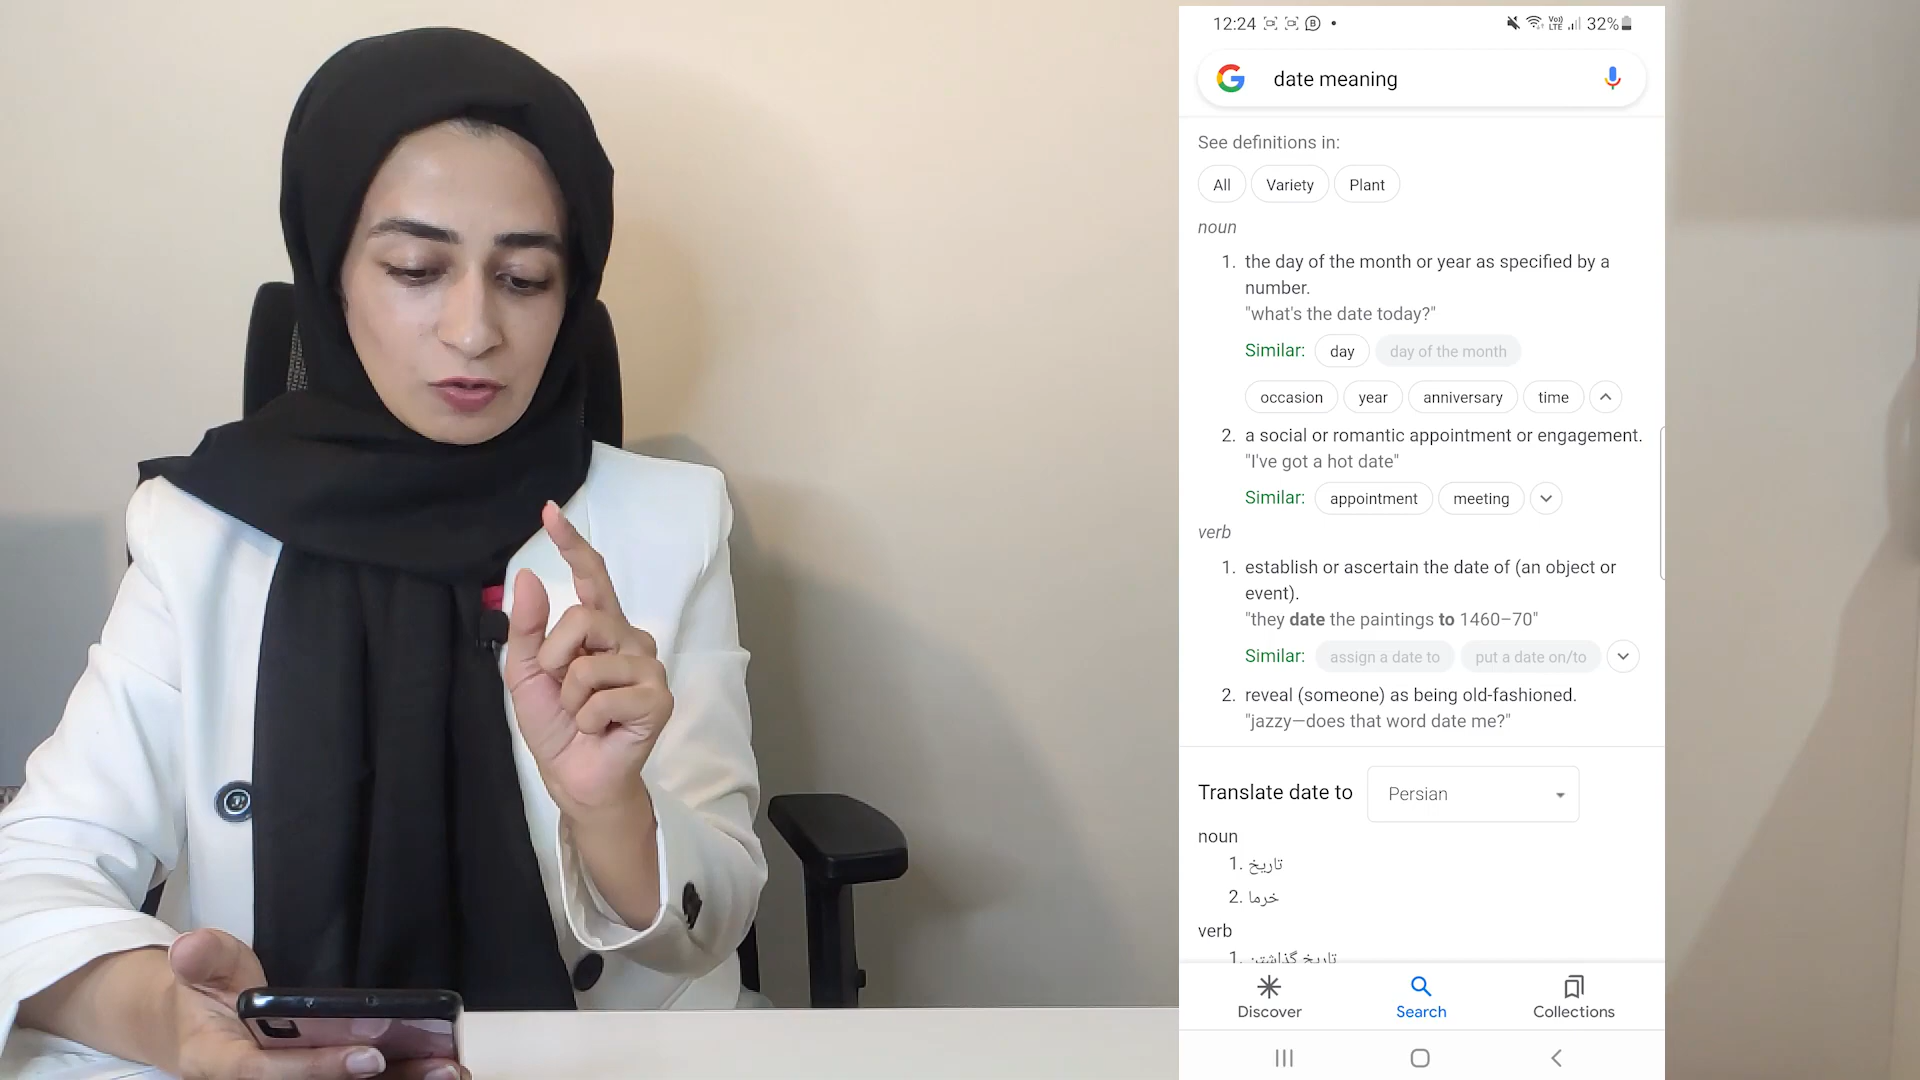 12:24
32%
date meaning
See definitions in:
All Variety Plant
noun
1. the day of the month or year as specified by a
number.
"what's the date today?"
Similar: day day of the month
occasion year anniversary time
2. a social or romantic appointment or engagement.
"I've got a hot date"
Similar: appointment meeting
verb
1. establish or ascertain the date of (an object or
event).
"they date the paintings to 1460–70"
Similar: assign a date to put a date on/to
2. reveal (someone) as being old-fashioned.
"jazzy—does that word date me?"
Translate date to Persian
noun
1. تاریخ
2. خرما
verb
1. تاریخ گذاشتن
Discover Search Collections